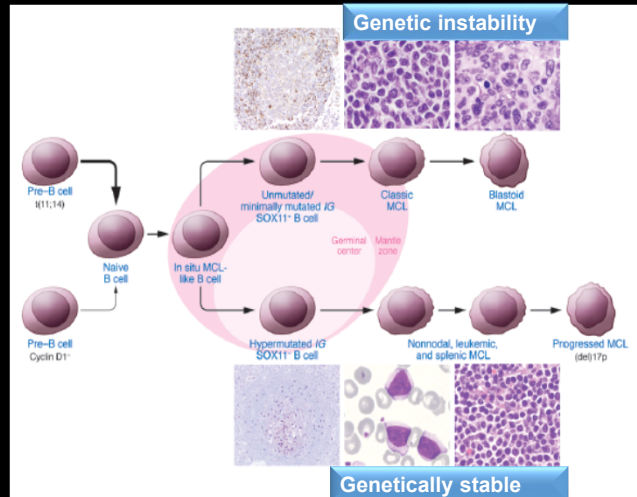 Genetic instability
Pre–B cell
t(11;14)
Unmutated/
minimally mutated IG
SOX11⁺ B cell
Classic
MCL
Blastoid
MCL
Germinal
center
Mantle
zone
Naive
B cell
In situ MCL-
like B cell
Pre–B cell
Cyclin D1⁻
Hypermutated IG
SOX11⁻ B cell
Nonnodal, leukemic,
and splenic MCL
Progressed MCL
(del)17p
Genetically stable